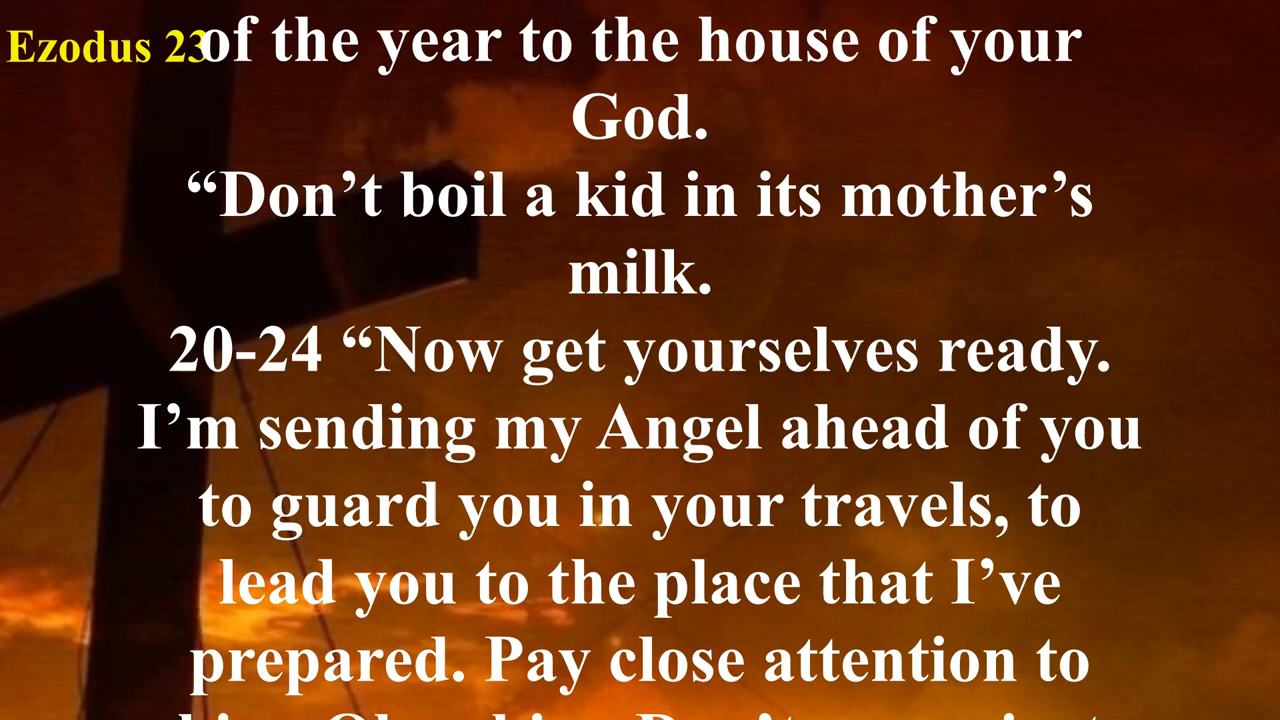 Ezodus 23
of the year to the house of your
God.
“Don’t boil a kid in its mother’s
milk.
20-24 “Now get yourselves ready.
I’m sending my Angel ahead of you
to guard you in your travels, to
lead you to the place that I’ve
prepared. Pay close attention to